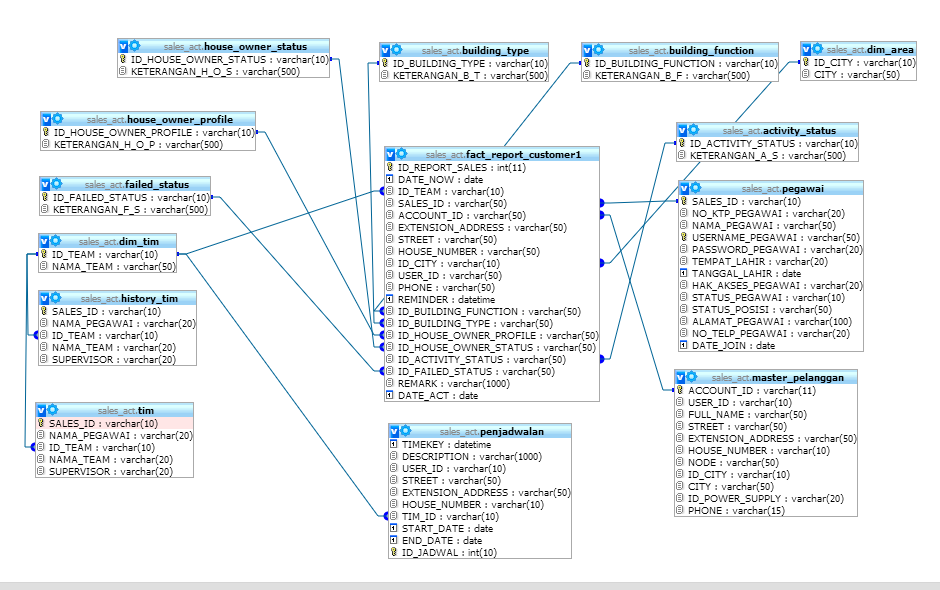 sales_act.house_owner_status
ID_HOUSE_OWNER_STATUS : varchar(10)
KETERANGAN_H_O_S : varchar(500)
sales_act.building_type
ID_BUILDING_TYPE : varchar(10)
KETERANGAN_B_T : varchar(500)
sales_act.building_function
ID_BUILDING_FUNCTION : varchar(10)
KETERANGAN_B_F : varchar(500)
sales_act.dim_area
ID_CITY : varchar(10)
CITY : varchar(50)
sales_act.house_owner_profile
ID_HOUSE_OWNER_PROFILE : varchar(10)
KETERANGAN_H_O_P : varchar(500)
sales_act.failed_status
ID_FAILED_STATUS : varchar(10)
KETERANGAN_F_S : varchar(500)
sales_act.dim_tim
ID_TEAM : varchar(10)
NAMA_TEAM : varchar(50)
sales_act.history_tim
SALES_ID : varchar(10)
NAMA_PEGAWAI : varchar(20)
ID_TEAM : varchar(10)
NAMA_TEAM : varchar(20)
SUPERVISOR : varchar(20)
sales_act.tim
SALES_ID : varchar(10)
NAMA_PEGAWAI : varchar(20)
ID_TEAM : varchar(10)
NAMA_TEAM : varchar(20)
SUPERVISOR : varchar(20)
sales_act.fact_report_customer1
ID_REPORT_SALES : int(11)
DATE_NOW : date
ID_TEAM : varchar(10)
SALES_ID : varchar(50)
ACCOUNT_ID : varchar(50)
EXTENSION_ADDRESS : varchar(50)
STREET : varchar(50)
HOUSE_NUMBER : varchar(50)
ID_CITY : varchar(10)
USER_ID : varchar(50)
PHONE : varchar(50)
REMINDER : datetime
ID_BUILDING_FUNCTION : varchar(50)
ID_BUILDING_TYPE : varchar(50)
ID_HOUSE_OWNER_PROFILE : varchar(50)
ID_HOUSE_OWNER_STATUS : varchar(50)
ID_ACTIVITY_STATUS : varchar(50)
ID_FAILED_STATUS : varchar(50)
REMARK : varchar(1000)
DATE_ACT : date
sales_act.penjadwalan
TIMEKEY : datetime
DESCRIPTION : varchar(1000)
USER_ID : varchar(10)
STREET : varchar(50)
EXTENSION_ADDRESS : varchar(50)
HOUSE_NUMBER : varchar(10)
TIM_ID : varchar(10)
START_DATE : date
END_DATE : date
ID_JADWAL : int(10)
sales_act.activity_status
ID_ACTIVITY_STATUS : varchar(10)
KETERANGAN_A_S : varchar(500)
sales_act.pegawai
SALES_ID : varchar(10)
NO_KTP_PEGAWAI : varchar(20)
NAMA_PEGAWAI : varchar(50)
USERNAME_PEGAWAI : varchar(50)
PASSWORD_PEGAWAI : varchar(20)
TEMPAT_LAHIR : varchar(20)
TANGGAL_LAHIR : date
HAK_AKSES_PEGAWAI : varchar(20)
STATUS_PEGAWAI : varchar(10)
STATUS_POSISI : varchar(50)
ALAMAT_PEGAWAI : varchar(100)
NO_TELP_PEGAWAI : varchar(20)
DATE_JOIN : date
sales_act.master_pelanggan
ACCOUNT_ID : varchar(11)
USER_ID : varchar(10)
FULL_NAME : varchar(50)
STREET : varchar(50)
EXTENSION_ADDRESS : varchar(50)
HOUSE_NUMBER : varchar(10)
NODE : varchar(50)
ID_CITY : varchar(10)
CITY : varchar(50)
ID_POWER_SUPPLY : varchar(20)
PHONE : varchar(15)